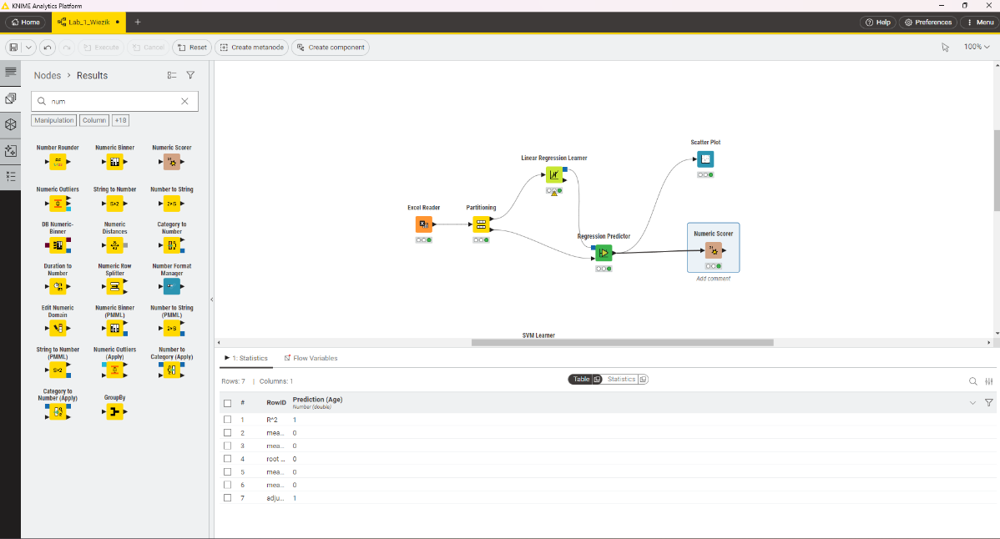 KNIME Analytics Platform
Home
Lab_1_Wiezik
Help
Preferences
Menu
Execute
Cancel
Reset
Create metanode
Create component
100%
Nodes > Results
num
Manipulation
Column
+18
Number Rounder
Numeric Binner
Numeric Scorer
Numeric Outliers
String to Number
Number to String
DB Numeric-
Binner
Numeric
Distances
Category to
Number
Duration to
Number
Numeric Row
Splitter
Number Format
Manager
Edit Numeric
Domain
Numeric Binner
(PMML)
Number to String
(PMML)
String to Number
(PMML)
Numeric Outliers
(Apply)
Number to
Category (Apply)
Category to
Number (Apply)
GroupBy
Scatter Plot
Linear Regression Learner
Excel Reader
Partitioning
Regression Predictor
Numeric Scorer
Add comment
SVM Learner
1: Statistics
Flow Variables
Rows: 7 | Columns: 1
Table
Statistics
# RowID Prediction (Age)
Number (double)
1 R^2 1
2 mea... 0
3 mea... 0
4 root ... 0
5 mea... 0
6 mea... 0
7 adju... 1